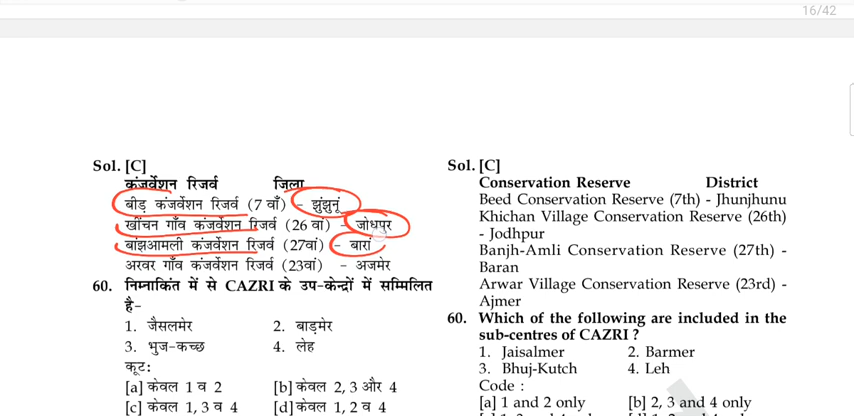 16/42
Sol. [C]
कंजर्वेशन रिजर्व जिला
बीड़ कंजर्वेशन रिजर्व (7 वाँ) - झुंझुनूं
खींचन गाँव कंजर्वेशन रिजर्व (26 वां) - जोधपुर
बांझआमली कंजर्वेशन रिजर्व (27वां) - बारां
अरवर गाँव कंजर्वेशन रिजर्व (23वां) - अजमेर
60. निम्नाकिंत में से CAZRI के उप-केन्द्रों में सम्मिलित
है-
1. जैसलमेर 2. बाड़मेर
3. भुज-कच्छ 4. लेह
कूट:
[a] केवल 1 व 2 [b] केवल 2, 3 और 4
[c] केवल 1, 3 व 4 [d] केवल 1, 2 व 4
Sol. [C]
Conservation Reserve District
Beed Conservation Reserve (7th) - Jhunjhunu
Khichan Village Conservation Reserve (26th)
- Jodhpur
Banjh-Amli Conservation Reserve (27th) -
Baran
Arwar Village Conservation Reserve (23rd) -
Ajmer
60. Which of the following are included in the
sub-centres of CAZRI ?
1. Jaisalmer 2. Barmer
3. Bhuj-Kutch 4. Leh
Code :
[a] 1 and 2 only [b] 2, 3 and 4 only